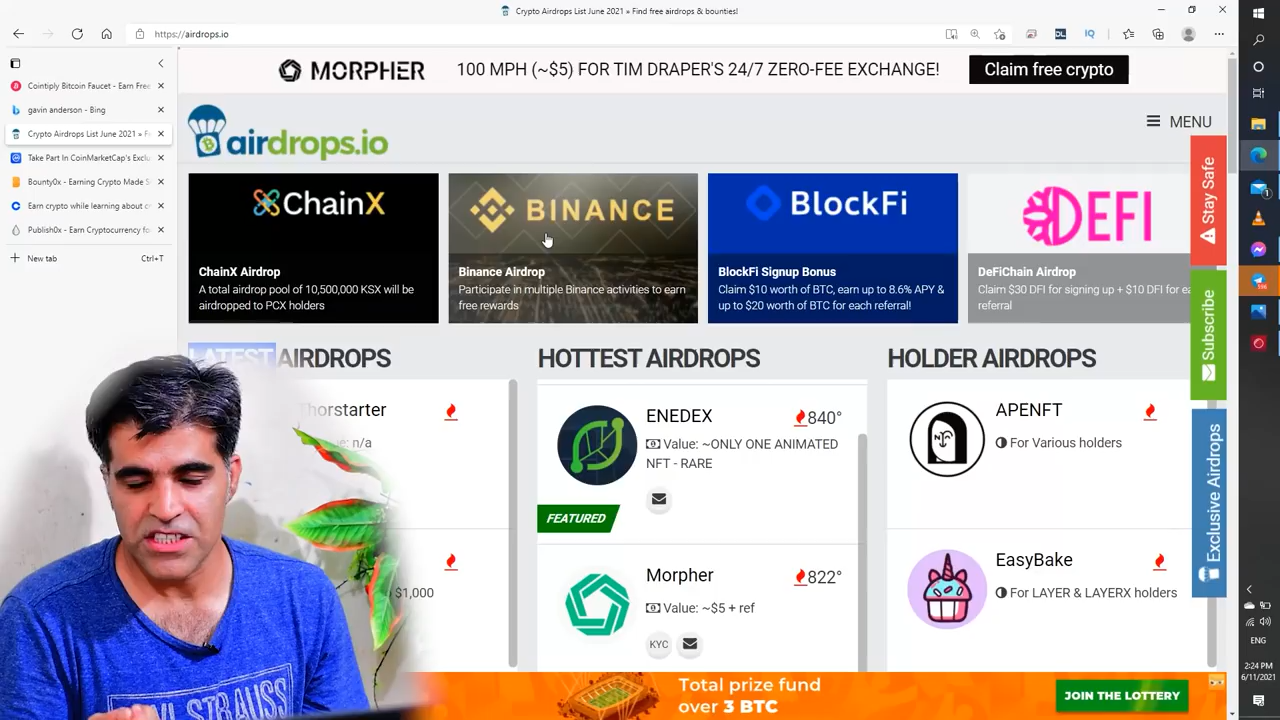 Crypto Airdrops List June 2021 » Find free airdrops & bounties!
https://airdrops.io
Cointiply Bitcoin Faucet - Earn Free
gavin anderson - Bing
Crypto Airdrops List June 2021 » Fi
Take Part In CoinMarketCap's Exclu
Bounty0x - Earning Crypto Made S
Earn crypto while learning about c
Publish0x - Earn Cryptocurrency fo
New tab
Ctrl+T
MORPHER
100 MPH (~$5) FOR TIM DRAPER'S 24/7 ZERO-FEE EXCHANGE!
Claim free crypto
airdrops.io
MENU
ChainX
ChainX Airdrop
A total airdrop pool of 10,500,000 KSX will be
airdropped to PCX holders
BINANCE
Binance Airdrop
Participate in multiple Binance activities to earn
free rewards
BlockFi
BlockFi Signup Bonus
Claim $10 worth of BTC, earn up to 8.6% APY &
up to $20 worth of BTC for each referral!
DEFI
DeFiChain Airdrop
Claim $30 DFI for signing up + $10 DFI for ea
referral
Stay Safe
Subscribe
Exclusive Airdrops
LATEST AIRDROPS
Thorstarter
n/a
$1,000
HOTTEST AIRDROPS
ENEDEX
840°
Value: ~ONLY ONE ANIMATED
NFT - RARE
FEATURED
Morpher
822°
Value: ~$5 + ref
KYC
HOLDER AIRDROPS
APENFT
For Various holders
EasyBake
For LAYER & LAYERX holders
Total prize fund
over 3 BTC
JOIN THE LOTTERY
ENG
2:24 PM
6/11/2021
STRAUSS